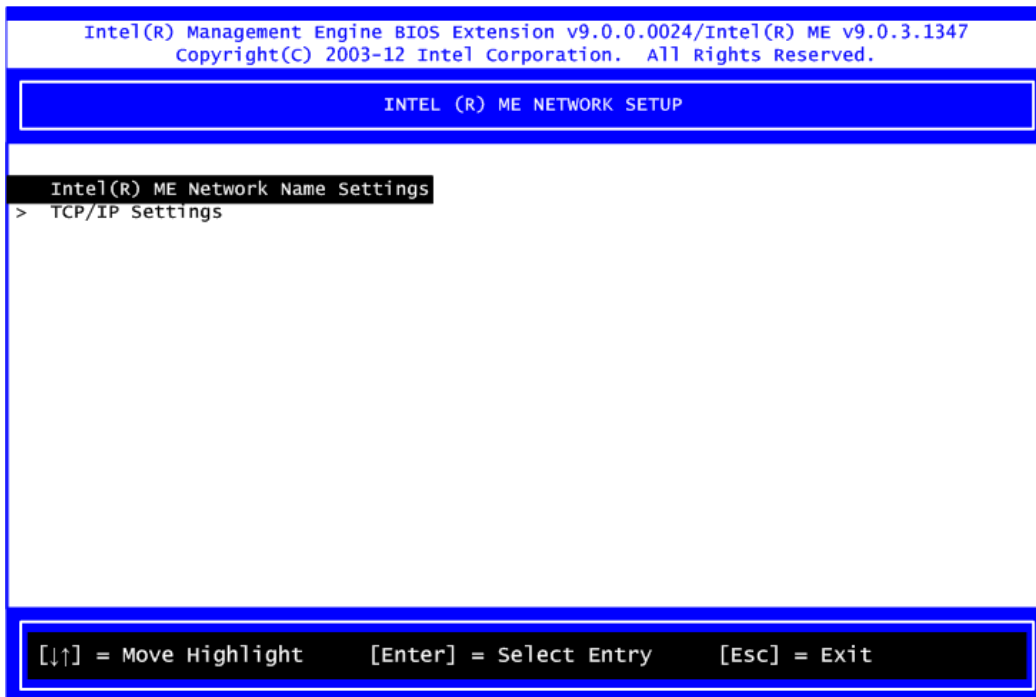 Intel(R) Management Engine BIOS Extension v9.0.0.0024/Intel(R) ME v9.0.3.1347
Copyright(C) 2003-12 Intel Corporation. All Rights Reserved.
INTEL (R) ME NETWORK SETUP
Intel(R) ME Network Name Settings
> TCP/IP Settings
[↓↑] = Move Highlight [Enter] = Select Entry [Esc] = Exit